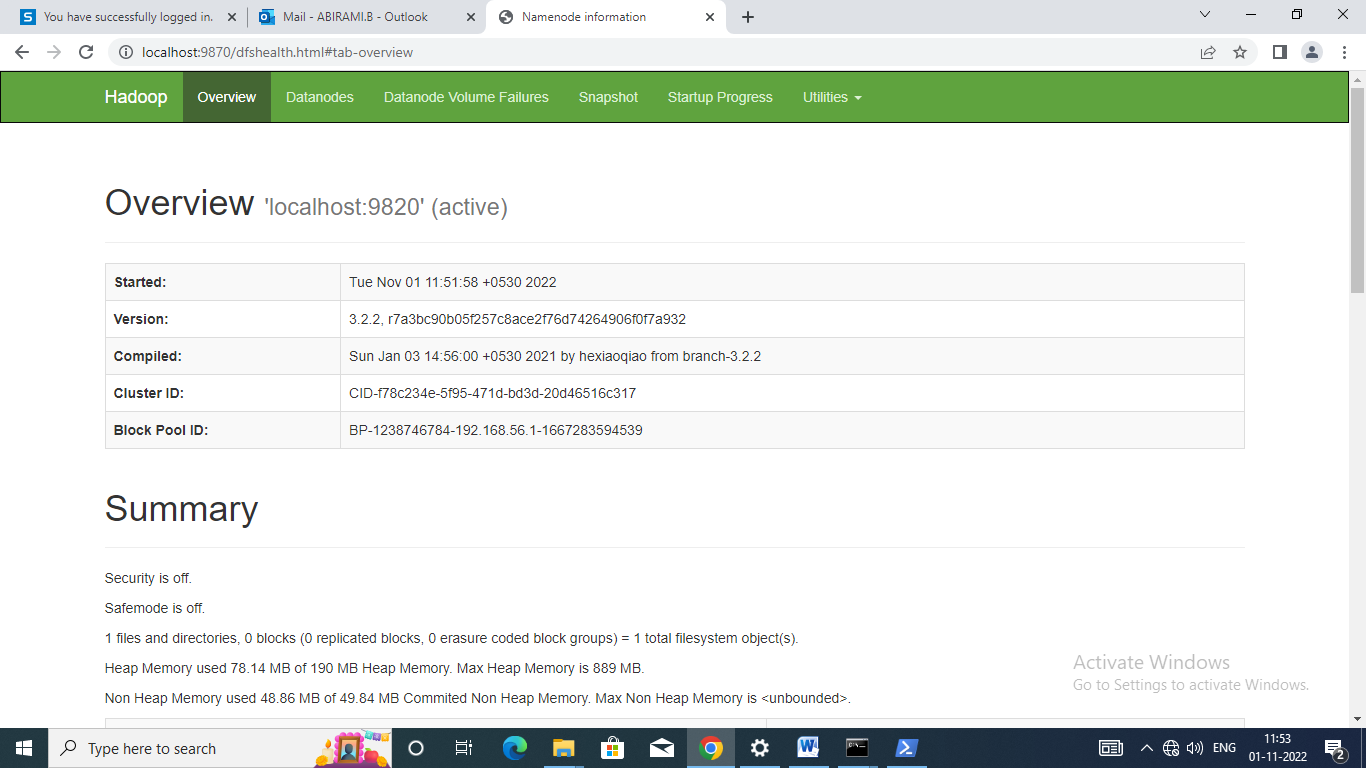 You have successfully logged in.
Mail - ABIRAMI.B - Outlook
Namenode information
localhost:9870/dfshealth.html#tab-overview
Hadoop Overview Datanodes Datanode Volume Failures Snapshot Startup Progress Utilities
Overview 'localhost:9820' (active)
Started: Tue Nov 01 11:51:58 +0530 2022
Version: 3.2.2, r7a3bc90b05f257c8ace2f76d74264906f0f7a932
Compiled: Sun Jan 03 14:56:00 +0530 2021 by hexiaoqiao from branch-3.2.2
Cluster ID: CID-f78c234e-5f95-471d-bd3d-20d46516c317
Block Pool ID: BP-1238746784-192.168.56.1-1667283594539
Summary
Security is off.
Safemode is off.
1 files and directories, 0 blocks (0 replicated blocks, 0 erasure coded block groups) = 1 total filesystem object(s).
Heap Memory used 78.14 MB of 190 MB Heap Memory. Max Heap Memory is 889 MB.
Non Heap Memory used 48.86 MB of 49.84 MB Commited Non Heap Memory. Max Non Heap Memory is <unbounded>.
Activate Windows
Go to Settings to activate Windows.
Type here to search
ENG
11:53
01-11-2022
2